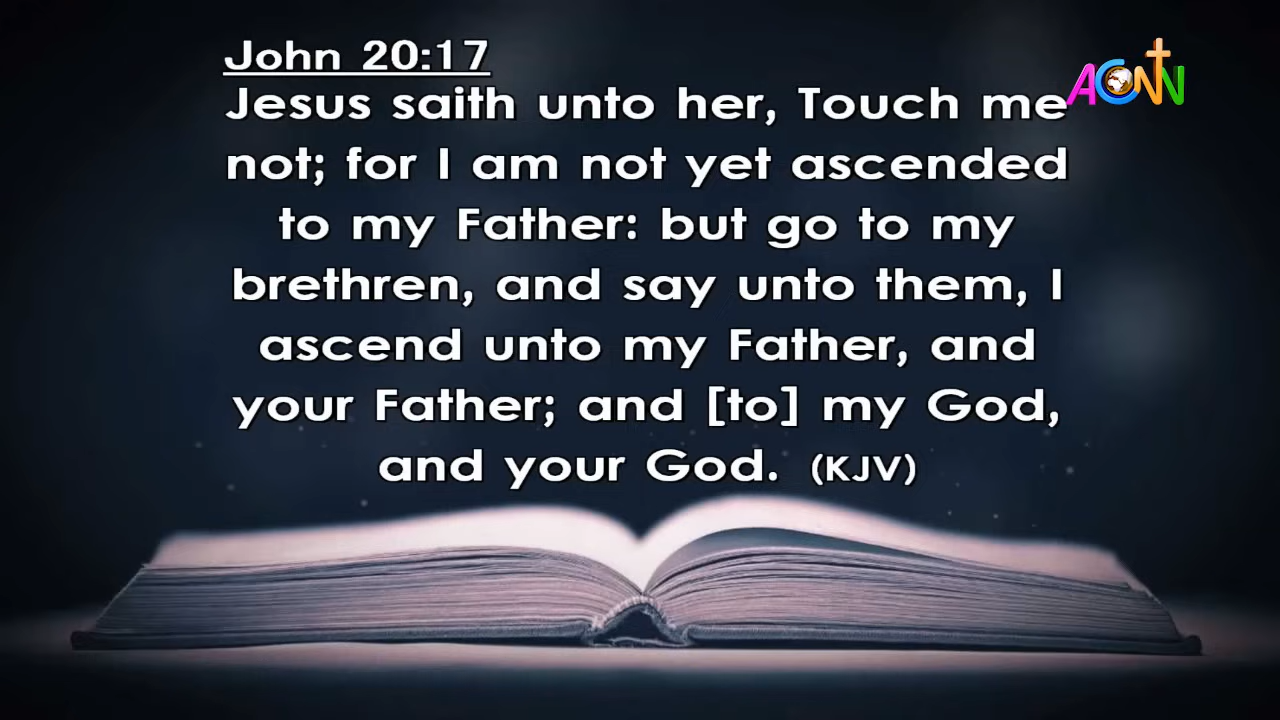 John 20:17
ACNN
Jesus saith unto her, Touch me
not; for I am not yet ascended
to my Father: but go to my
brethren, and say unto them, I
ascend unto my Father, and
your Father; and [to] my God,
and your God. (KJV)